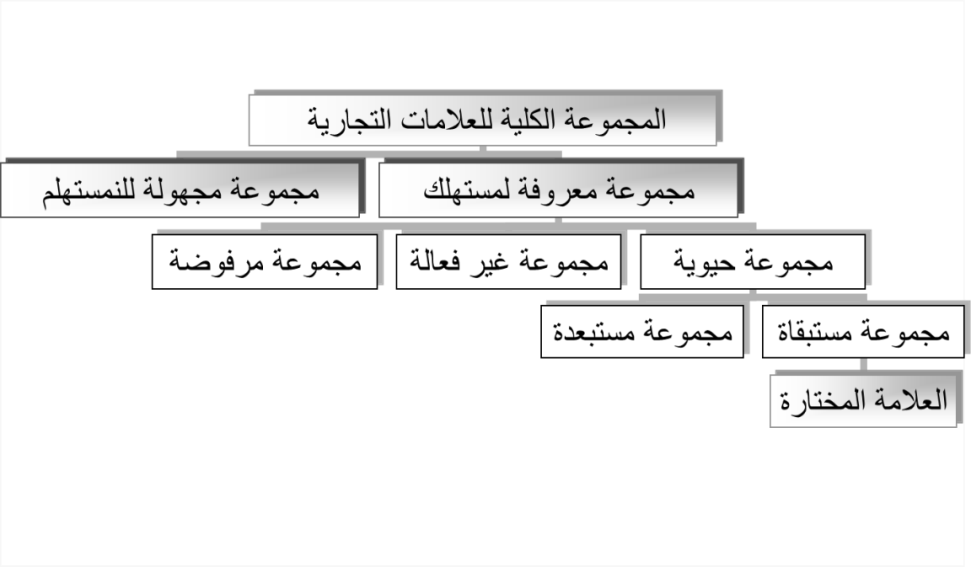 المجموعة الكلية للعلامات التجارية
مجموعة معروفة لمستهلك
مجموعة مجهولة للنمستهلم
مجموعة حيوية
مجموعة غير فعالة
مجموعة مرفوضة
مجموعة مستبقاة
مجموعة مستبعدة
العلامة المختارة